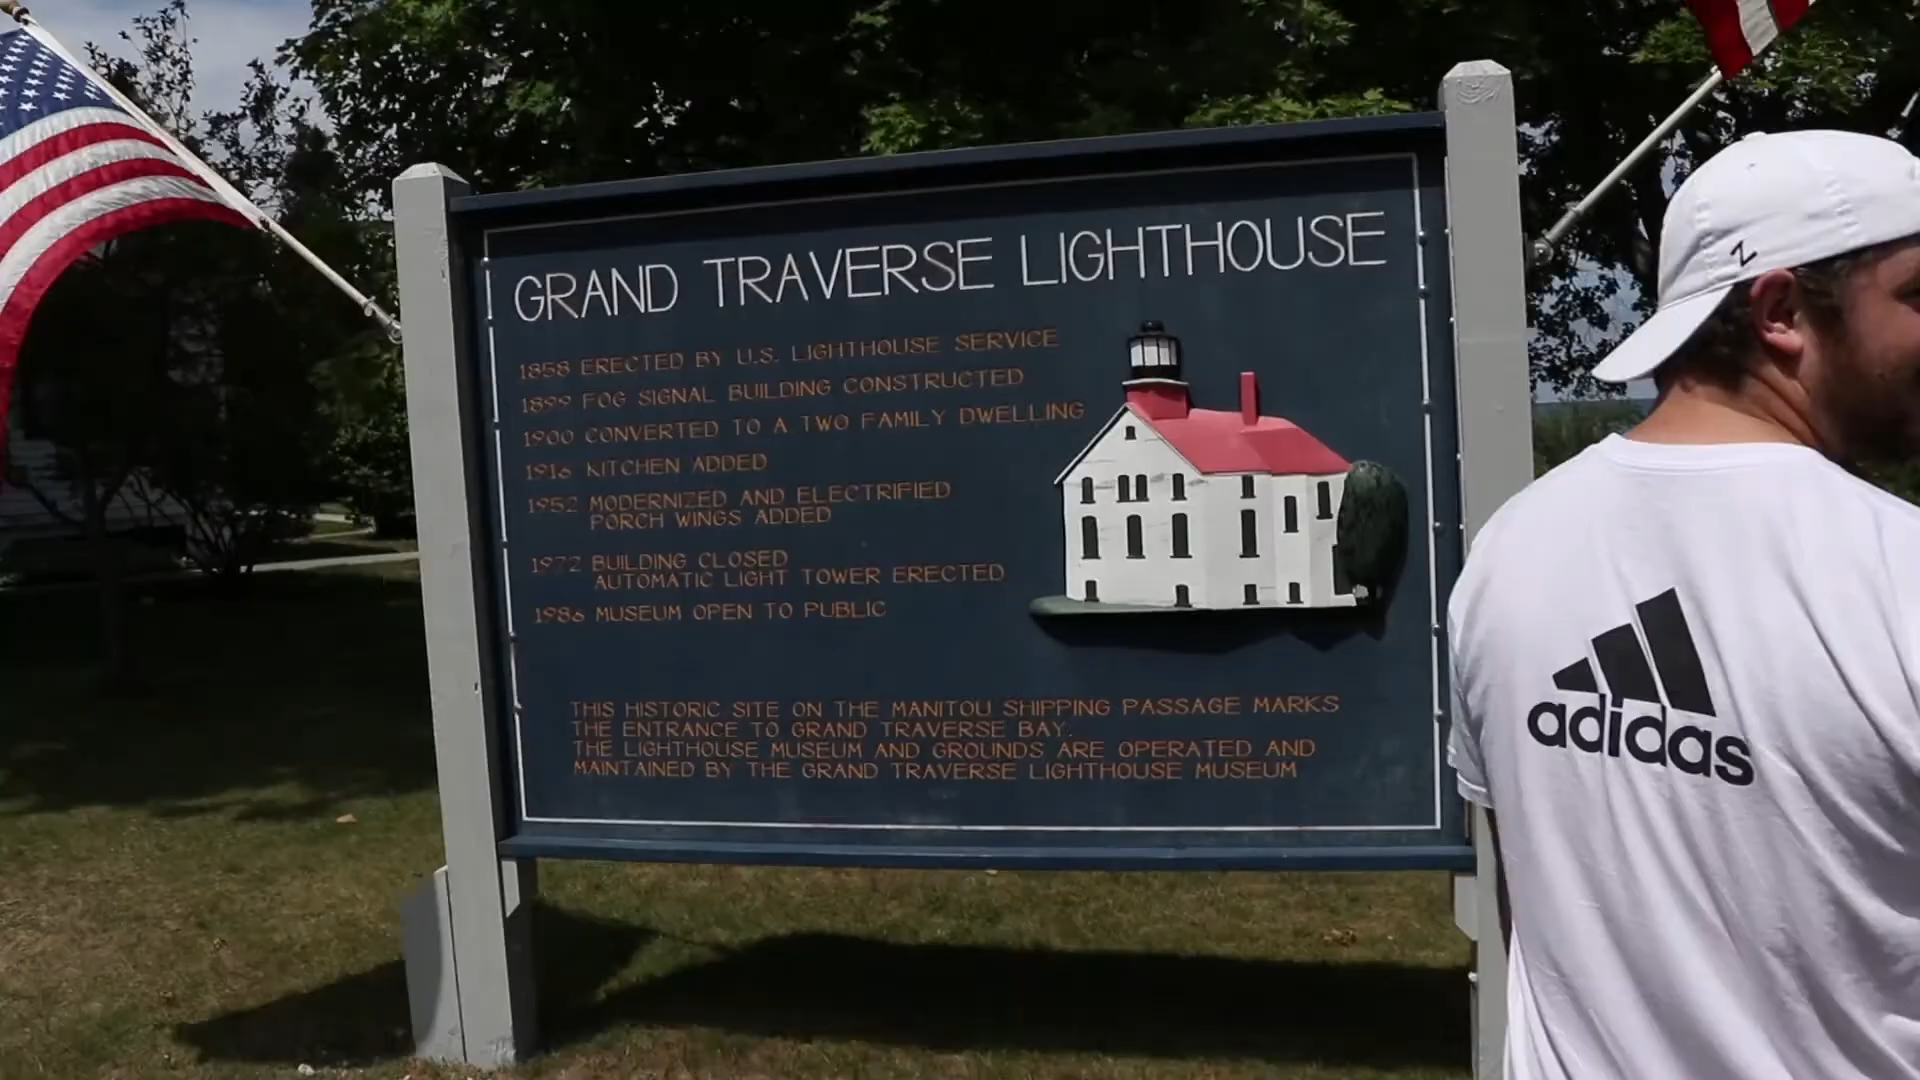 GRAND TRAVERSE LIGHTHOUSE
1858 ERECTED BY U.S. LIGHTHOUSE SERVICE
1899 FOG SIGNAL BUILDING CONSTRUCTED
1900 CONVERTED TO A TWO FAMILY DWELLING
1916 KITCHEN ADDED
1952 MODERNIZED AND ELECTRIFIED
PORCH WINGS ADDED
1972 BUILDING CLOSED
AUTOMATIC LIGHT TOWER ERECTED
1986 MUSEUM OPEN TO PUBLIC
THIS HISTORIC SITE ON THE MANITOU SHIPPING PASSAGE MARKS
THE ENTRANCE TO GRAND TRAVERSE BAY.
THE LIGHTHOUSE MUSEUM AND GROUNDS ARE OPERATED AND
MAINTAINED BY THE GRAND TRAVERSE LIGHTHOUSE MUSEUM
Z
adidas